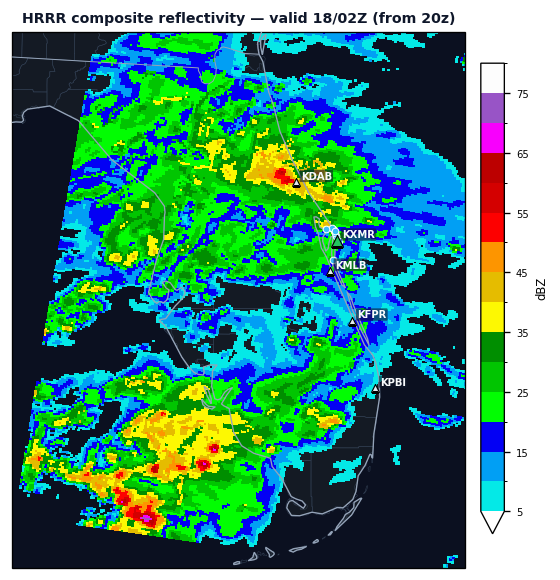 HRRR composite reflectivity — valid 18/02Z (from 20z)
KDAB
KXMR
KMLB
KFPR
KPBI
75
65
55
45
35
25
15
5
dBZ